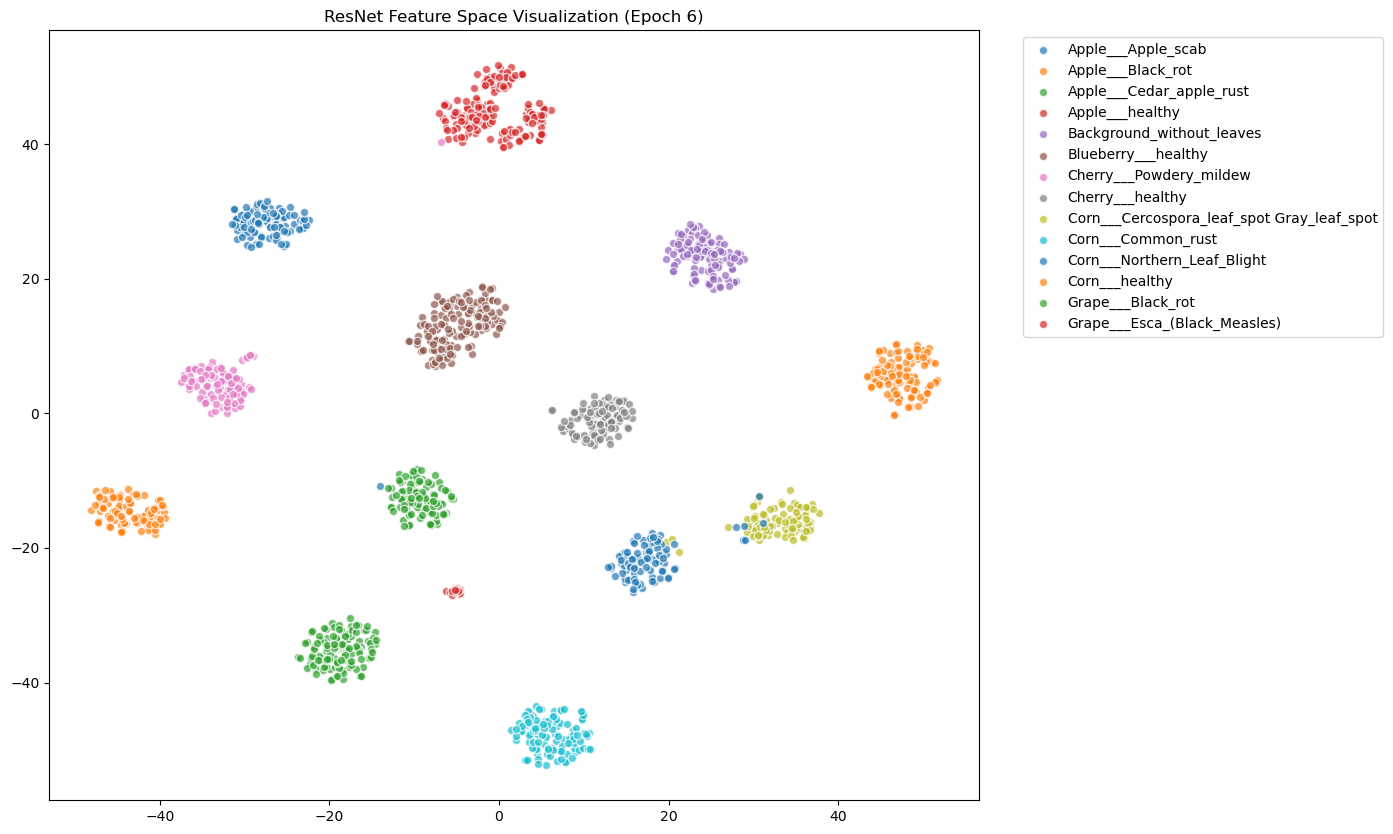 ResNet Feature Space Visualization (Epoch 6)
Apple___Apple_scab
Apple___Black_rot
Apple___Cedar_apple_rust
Apple___healthy
Background_without_leaves
Blueberry___healthy
Cherry___Powdery_mildew
Cherry___healthy
Corn___Cercospora_leaf_spot Gray_leaf_spot
Corn___Common_rust
Corn___Northern_Leaf_Blight
Corn___healthy
Grape___Black_rot
Grape___Esca_(Black_Measles)
40
20
0
−20
−40
−40
−20
0
20
40